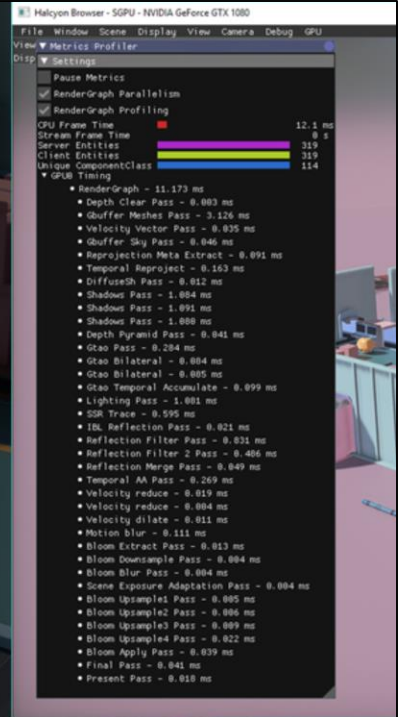 Halcyon Browser - SGPU - NVIDIA GeForce GTX 1080
File Window Scene Display View Camera Debug GPU
View ▼ Metrics Profiler
Disp ▼ Settings
Pause Metrics
RenderGraph Parallelism
RenderGraph Profiling
CPU Frame Time 12.1 ms
Stream Frame Time 0 s
Server Entities 319
Client Entities 319
Unique ComponentClass 114
▼ GPU0 Timing
• RenderGraph - 11.173 ms
• Depth Clear Pass - 0.003 ms
• Gbuffer Meshes Pass - 3.126 ms
• Velocity Vector Pass - 0.035 ms
• Gbuffer Sky Pass - 0.046 ms
• Reprojection Meta Extract - 0.091 ms
• Temporal Reproject - 0.163 ms
• DiffuseSh Pass - 0.012 ms
• Shadows Pass - 1.084 ms
• Shadows Pass - 1.091 ms
• Shadows Pass - 1.080 ms
• Depth Pyramid Pass - 0.041 ms
• Gtao Pass - 0.284 ms
• Gtao Bilateral - 0.084 ms
• Gtao Bilateral - 0.085 ms
• Gtao Temporal Accumulate - 0.099 ms
• Lighting Pass - 1.081 ms
• SSR Trace - 0.595 ms
• IBL Reflection Pass - 0.021 ms
• Reflection Filter Pass - 0.831 ms
• Reflection Filter 2 Pass - 0.486 ms
• Reflection Merge Pass - 0.049 ms
• Temporal AA Pass - 0.269 ms
• Velocity reduce - 0.019 ms
• Velocity reduce - 0.004 ms
• Velocity dilate - 0.011 ms
• Motion blur - 0.111 ms
• Bloom Extract Pass - 0.013 ms
• Bloom Downsample Pass - 0.004 ms
• Bloom Blur Pass - 0.004 ms
• Scene Exposure Adaptation Pass - 0.004 ms
• Bloom Upsample1 Pass - 0.005 ms
• Bloom Upsample2 Pass - 0.006 ms
• Bloom Upsample3 Pass - 0.009 ms
• Bloom Upsample4 Pass - 0.022 ms
• Bloom Apply Pass - 0.039 ms
• Final Pass - 0.041 ms
• Present Pass - 0.018 ms